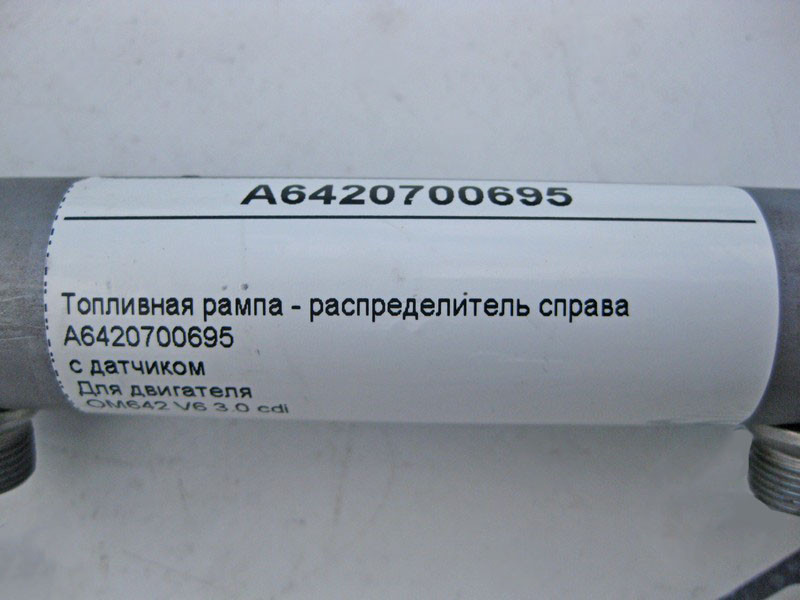 A6420700695
Топливная рампа - распределитель справа
A6420700695
с датчиком
Для двигателя
OM642 V6 3.0 cdi